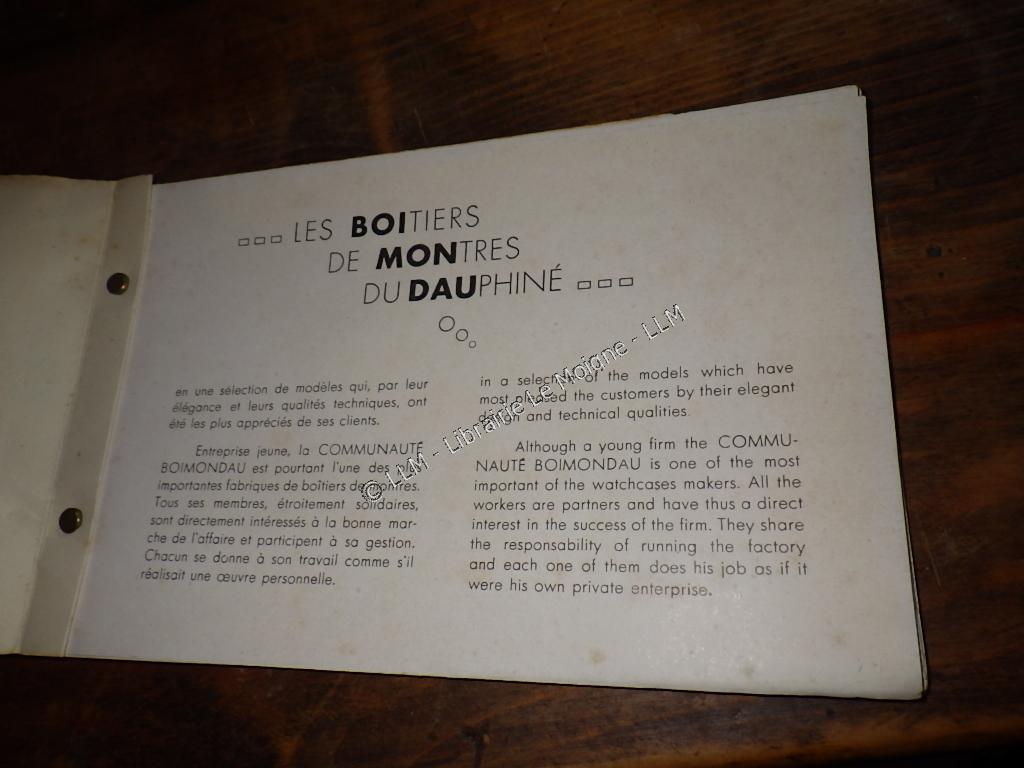 LES BOITIERS
DE MONTRES
DU DAUPHINÉ
en une sélection de modèles qui, par leur
élégance et leurs qualités techniques, ont
été les plus appréciés de ses clients.
Entreprise jeune, la COMMUNAUTÉ
BOIMONDAU est pourtant l'une des plus
importantes fabriques de boîtiers de montres.
Tous ses membres, étroitement solidaires,
sont directement intéressés à la bonne mar-
che de l'affaire et participent à sa gestion.
Chacun se donne à son travail comme s'il
réalisait une œuvre personnelle.
in a selection of the models which have
most pleased the customers by their elegant
design and technical qualities.
Although a young firm the COMMU-
NAUTÉ BOIMONDAU is one of the most
important of the watchcases makers. All the
workers are partners and have thus a direct
interest in the success of the firm. They share
the responsability of running the factory
and each one of them does his job as if it
were his own private enterprise.
© LLM - Librairie Le Moigne - LLM